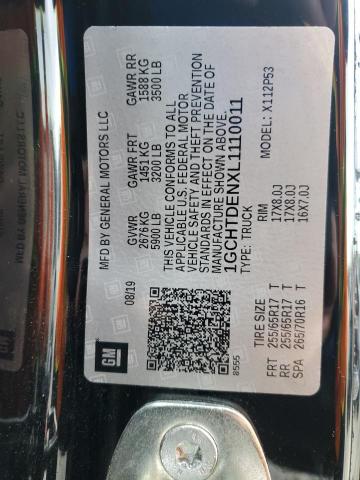 MFD BY GENERAL MOTORS LLC
08/19
GVWR GAWR FRT GAWR RR
2676 KG 1451 KG 1588 KG
5900 LB 3200 LB 3500 LB
THIS VEHICLE CONFORMS TO ALL
APPLICABLE U.S. FEDERAL MOTOR
VEHICLE SAFETY AND THEFT PREVENTION
STANDARDS IN EFFECT ON THE DATE OF
MANUFACTURE SHOWN ABOVE.
1GCHTDENXL1110011
TYPE: TRUCK MODEL: X112P53
8555
GM
TIRE SIZE RIM
FRT 255/65R17 T 17X8.0J
RR 255/65R17 T 17X8.0J
SPA 265/70R16 T 16X7.0J